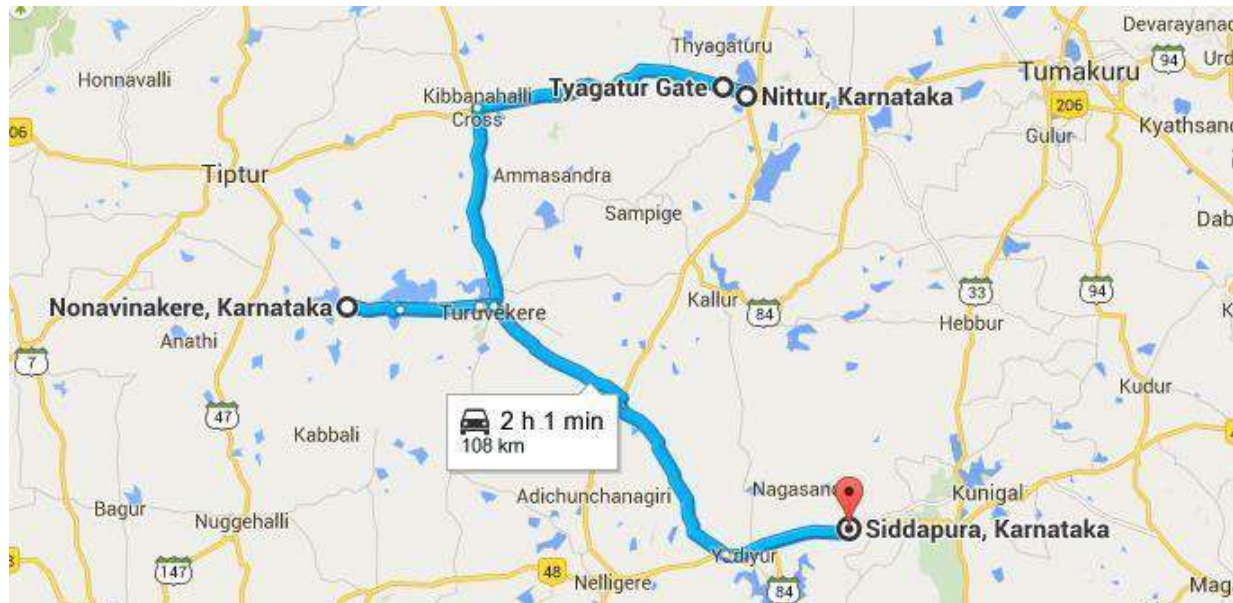 Devarayanad
Thyagaturu
94
Urd
Honnavalli
Tumakuru
Tyagatur Gate
Nittur, Karnataka
Kibbanahalli
Cross
206
Kyathsand
06
Gulur
Tiptur
Ammasandra
Sampige
Dab
Nonavinakere, Karnataka
Turuvekere
Kallur
84
33
94
K
Anathi
Hebbur
7
47
Kudur
2 h 1 min
108 km
Kabbali
4
Adichunchanagiri
Nagasan
Kunigal
Bagur
Nuggehalli
Siddapura, Karnataka
Yediyur
147
48
Nelligere
84
Mag